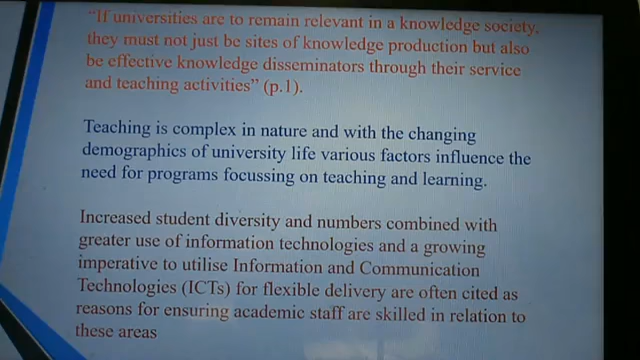 "If universities are to remain relevant in a knowledge society,
they must not just be sites of knowledge production but also
be effective knowledge disseminators through their service
and teaching activities" (p.1).
Teaching is complex in nature and with the changing
demographics of university life various factors influence the
need for programs focussing on teaching and learning.
Increased student diversity and numbers combined with
greater use of information technologies and a growing
imperative to utilise Information and Communication
Technologies (ICTs) for flexible delivery are often cited as
reasons for ensuring academic staff are skilled in relation to
these areas